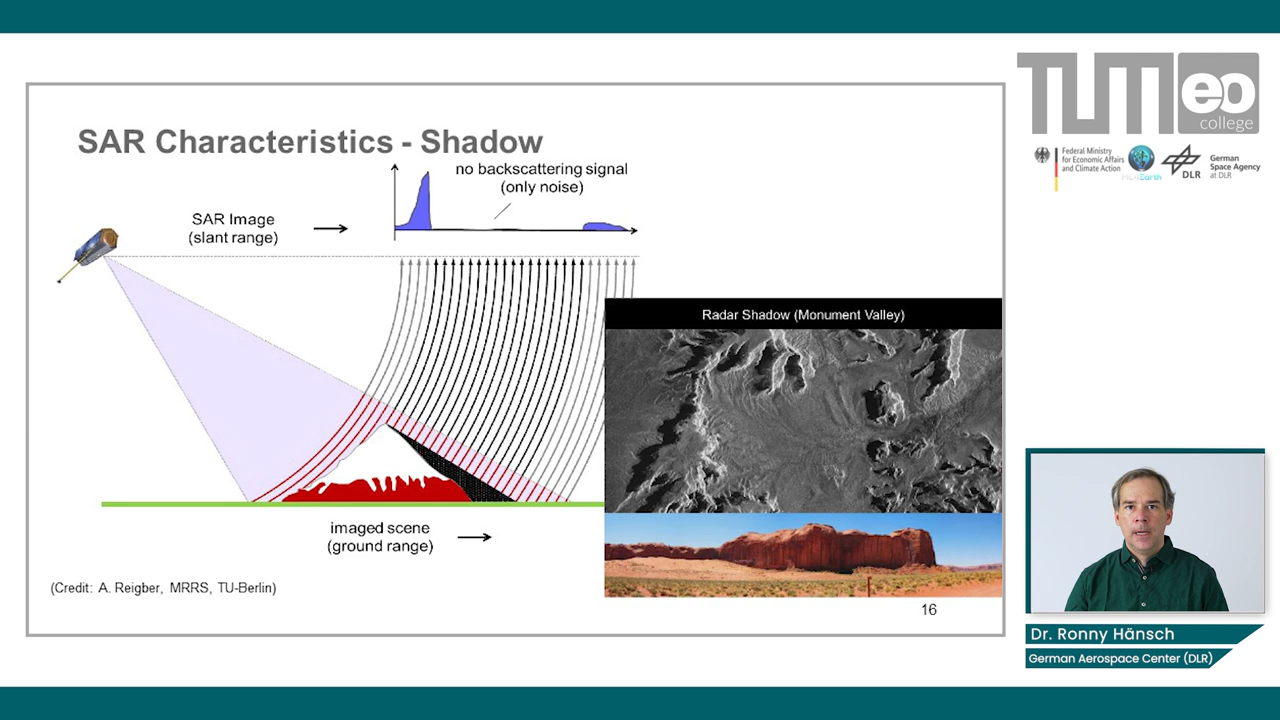 TUM eo
college
Federal Ministry
for Economic Affairs
and Climate Action
ML4Earth
DLR
German
Space Agency
at DLR
SAR Characteristics - Shadow
no backscattering signal
(only noise)
SAR Image
(slant range)
Radar Shadow (Monument Valley)
imaged scene
(ground range)
(Credit: A. Reigber, MRRS, TU-Berlin)
16
Dr. Ronny Hänsch
German Aerospace Center (DLR)